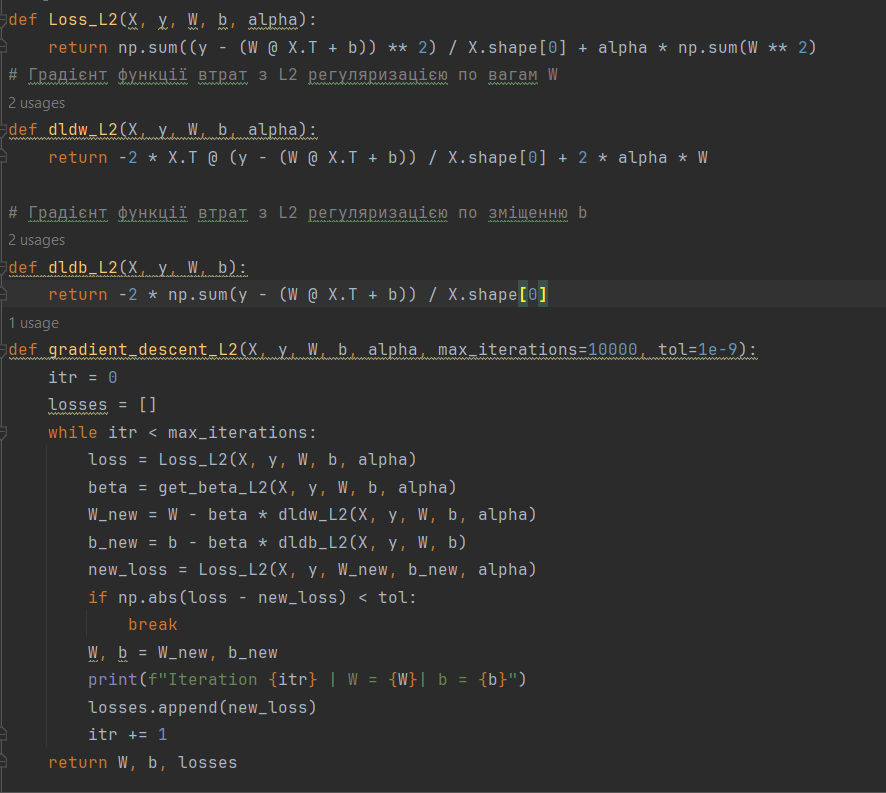 def Loss_L2(X, y, W, b, alpha):
    return np.sum((y - (W @ X.T + b)) ** 2) / X.shape[0] + alpha * np.sum(W ** 2)
# Градієнт функції втрат з L2 регуляризацією по вагам W
2 usages
def dldw_L2(X, y, W, b, alpha):
    return -2 * X.T @ (y - (W @ X.T + b)) / X.shape[0] + 2 * alpha * W
# Градієнт функції втрат з L2 регуляризацією по зміщенню b
2 usages
def dldb_L2(X, y, W, b):
    return -2 * np.sum(y - (W @ X.T + b)) / X.shape[0]
1 usage
def gradient_descent_L2(X, y, W, b, alpha, max_iterations=10000, tol=1e-9):
    itr = 0
    losses = []
    while itr < max_iterations:
        loss = Loss_L2(X, y, W, b, alpha)
        beta = get_beta_L2(X, y, W, b, alpha)
        W_new = W - beta * dldw_L2(X, y, W, b, alpha)
        b_new = b - beta * dldb_L2(X, y, W, b)
        new_loss = Loss_L2(X, y, W_new, b_new, alpha)
        if np.abs(loss - new_loss) < tol:
            break
        W, b = W_new, b_new
        print(f"Iteration {itr} | W = {W}| b = {b}")
        losses.append(new_loss)
        itr += 1
    return W, b, losses